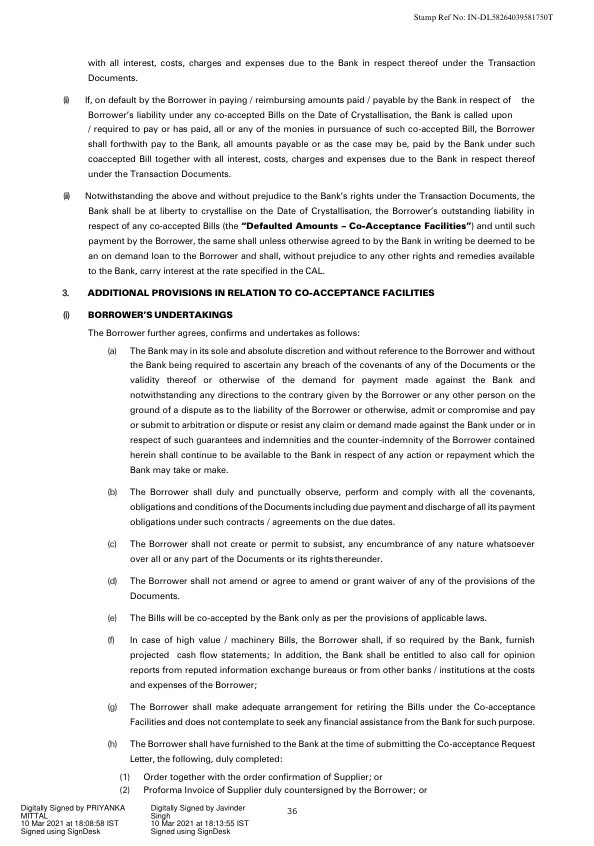 Stamp Ref No: IN-DL58264039581750T
with all interest, costs, charges and expenses due to the Bank in respect thereof under the Transaction
Documents.
(i) If, on default by the Borrower in paying / reimbursing amounts paid / payable by the Bank in respect of the
Borrower's liability under any co-accepted Bills on the Date of Crystallisation, the Bank is called upon
/ required to pay or has paid, all or any of the monies in pursuance of such co-accepted Bill, the Borrower
shall forthwith pay to the Bank, all amounts payable or as the case may be, paid by the Bank under such
coaccepted Bill together with all interest, costs, charges and expenses due to the Bank in respect thereof
under the Transaction Documents.
(ii) Notwithstanding the above and without prejudice to the Bank's rights under the Transaction Documents, the
Bank shall be at liberty to crystallise on the Date of Crystallisation, the Borrower's outstanding liability in
respect of any co-accepted Bills (the "Defaulted Amounts – Co-Acceptance Facilities") and until such
payment by the Borrower, the same shall unless otherwise agreed to by the Bank in writing be deemed to be
an on demand loan to the Borrower and shall, without prejudice to any other rights and remedies available
to the Bank, carry interest at the rate specified in the CAL.
3. ADDITIONAL PROVISIONS IN RELATION TO CO-ACCEPTANCE FACILITIES
(i) BORROWER'S UNDERTAKINGS
The Borrower further agrees, confirms and undertakes as follows:
(a) The Bank may in its sole and absolute discretion and without reference to the Borrower and without
the Bank being required to ascertain any breach of the covenants of any of the Documents or the
validity thereof or otherwise of the demand for payment made against the Bank and
notwithstanding any directions to the contrary given by the Borrower or any other person on the
ground of a dispute as to the liability of the Borrower or otherwise, admit or compromise and pay
or submit to arbitration or dispute or resist any claim or demand made against the Bank under or in
respect of such guarantees and indemnities and the counter-indemnity of the Borrower contained
herein shall continue to be available to the Bank in respect of any action or repayment which the
Bank may take or make.
(b) The Borrower shall duly and punctually observe, perform and comply with all the covenants,
obligations and conditions of the Documents including due payment and discharge of all its payment
obligations under such contracts / agreements on the due dates.
(c) The Borrower shall not create or permit to subsist, any encumbrance of any nature whatsoever
over all or any part of the Documents or its rights thereunder.
(d) The Borrower shall not amend or agree to amend or grant waiver of any of the provisions of the
Documents.
(e) The Bills will be co-accepted by the Bank only as per the provisions of applicable laws.
(f) In case of high value / machinery Bills, the Borrower shall, if so required by the Bank, furnish
projected cash flow statements; In addition, the Bank shall be entitled to also call for opinion
reports from reputed information exchange bureaus or from other banks / institutions at the costs
and expenses of the Borrower;
(g) The Borrower shall make adequate arrangement for retiring the Bills under the Co-acceptance
Facilities and does not contemplate to seek any financial assistance from the Bank for such purpose.
(h) The Borrower shall have furnished to the Bank at the time of submitting the Co-acceptance Request
Letter, the following, duly completed:
(1) Order together with the order confirmation of Supplier; or
(2) Proforma Invoice of Supplier duly countersigned by the Borrower; or
36
Digitally Signed by PRIYANKA
MITTAL
10 Mar 2021 at 18:08:58 IST
Signed using SignDesk
Digitally Signed by Javinder
Singh
10 Mar 2021 at 18:13:55 IST
Signed using SignDesk